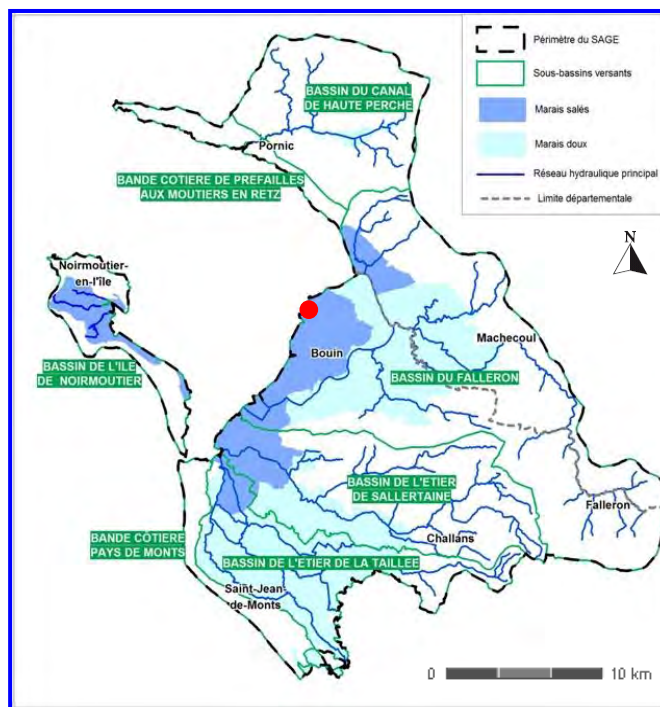 Périmètre du SAGE
Sous-bassins versants
Marais salés
Marais doux
Réseau hydraulique principal
Limite départementale
N
BASSIN DU CANAL
DE HAUTE PERCHE
Pornic
BANDE COTIERE DE PREFAILLES
AUX MOUTIERS EN RETZ
Noirmoutier-
en-l'île
BASSIN DE L'ILE
DE NOIRMOUTIER
Bouin
Machecoul
BASSIN DU FALLERON
BASSIN DE L'ETIER
DE SALLERTAINE
Falleron
Challans
BANDE CÔTIERE
PAYS DE MONTS
BASSIN DE L'ETIER DE LA TAILLEE
Saint-Jean-
de-Monts
0 10 km